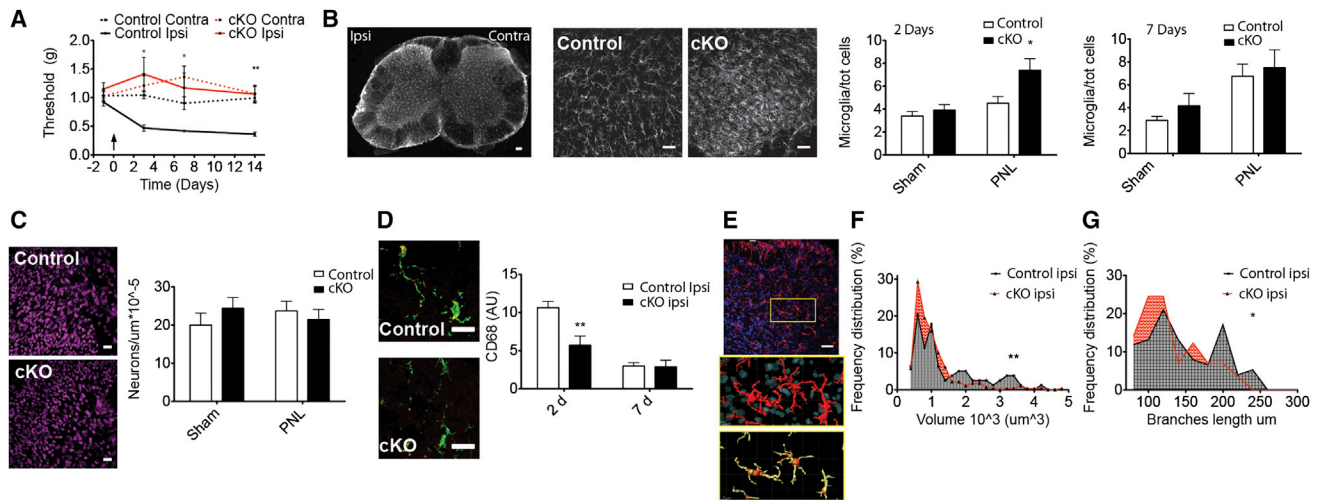 A
Control Contra
cKO Contra
Control Ipsi
cKO Ipsi
Threshold (g)
2.0
1.5
1.0
0.5
0.0
*
*
**
-2 0 2 4 6 8 10 12 14
Time (Days)
B
Ipsi
Contra
Control
cKO
2 Days
Control
cKO
*
Microglia/tot cells
10
8
6
4
2
0
Sham
PNL
7 Days
Control
cKO
Microglia/tot cells
10
8
6
4
2
0
Sham
PNL
C
Control
cKO
Neurons/um*10^-5
40
30
20
10
0
Control
cKO
Sham
PNL
D
Control
cKO
CD68 (AU)
15
10
5
0
Control Ipsi
cKO ipsi
**
2 d
7 d
E
F
Frequency distribution (%)
40
30
20
10
0
Control ipsi
cKO ipsi
**
0 1 2 3 4 5
Volume 10^3 (um^3)
G
Frequency distribution (%)
30
20
10
0
Control ipsi
cKO ipsi
*
100 150 200 250 300
Branches length um